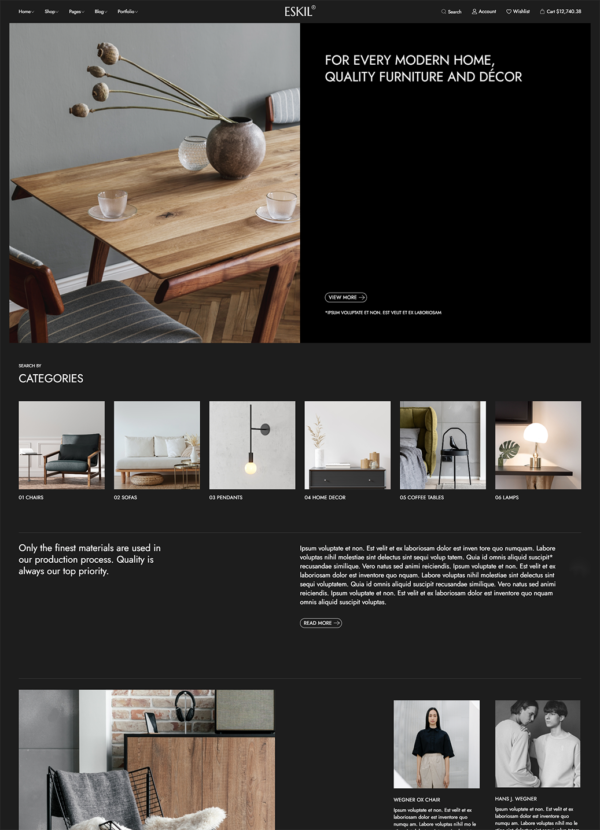 Home Shop Pages Blog Portfolio
ESKIL®
Search Account Wishlist Cart $12,740.38
FOR EVERY MODERN HOME,
QUALITY FURNITURE AND DÉCOR
VIEW MORE
*IPSUM VOLUPTATE ET NON. EST VELIT ET EX LABORIOSAM
SEARCH BY
CATEGORIES
01 CHAIRS
02 SOFAS
03 PENDANTS
04 HOME DECOR
05 COFFEE TABLES
06 LAMPS
Only the finest materials are used in
our production process. Quality is
always our top priority.
Ipsum voluptate et non. Est velit et ex laboriosam dolor est inven tore quo numquam. Labore
voluptas nihil molestiae sint delectus sint sequi volup tatem. Quia id omnis aliquid suscipit*
recusandae similique. Vero natus sed animi reiciendis. Ipsum voluptate et non. Est velit et ex
laboriosam dolor est inventore quo nquam. Labore voluptas nihil molestiae sint delectus sint
sequi voluptatem. Quia id omnis aliquid suscipit recusandae similique. Vero natus sed animi
reiciendis. Ipsum voluptate et non. Est velit et ex laboriosam dolor est inventore quo nquam
omnis aliquid suscipit voluptas.
READ MORE
WEGNER OX CHAIR
Ipsum voluptate et non. Est velit et ex
laboriosam dolor est inventore quo
numqu am. Labore voluptas nihil mo le
HANS J. WEGNER
Ipsum voluptate et non. Est velit et ex
laboriosam dolor est inventore quo
numqu am. Labore voluptas nihil mo le